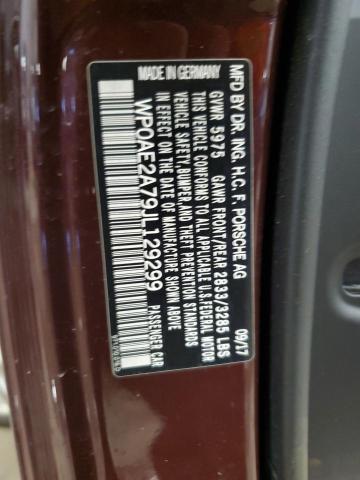 MFD BY DR. ING. H.C. F. PORSCHE AG
09/17
GVWR 5975 GAWR FRONT/REAR 2833/3285 LBS
THIS VEHICLE CONFORMS TO ALL APPLICABLE U.S. FEDERAL MOTOR
VEHICLE SAFETY, BUMPER, AND THEFT PREVENTION STANDARDS
IN EFFECT ON THE DATE OF MANUFACTURE SHOWN ABOVE
WP0AE2A79JL129299
PASSENGER CAR
MADE IN GERMANY